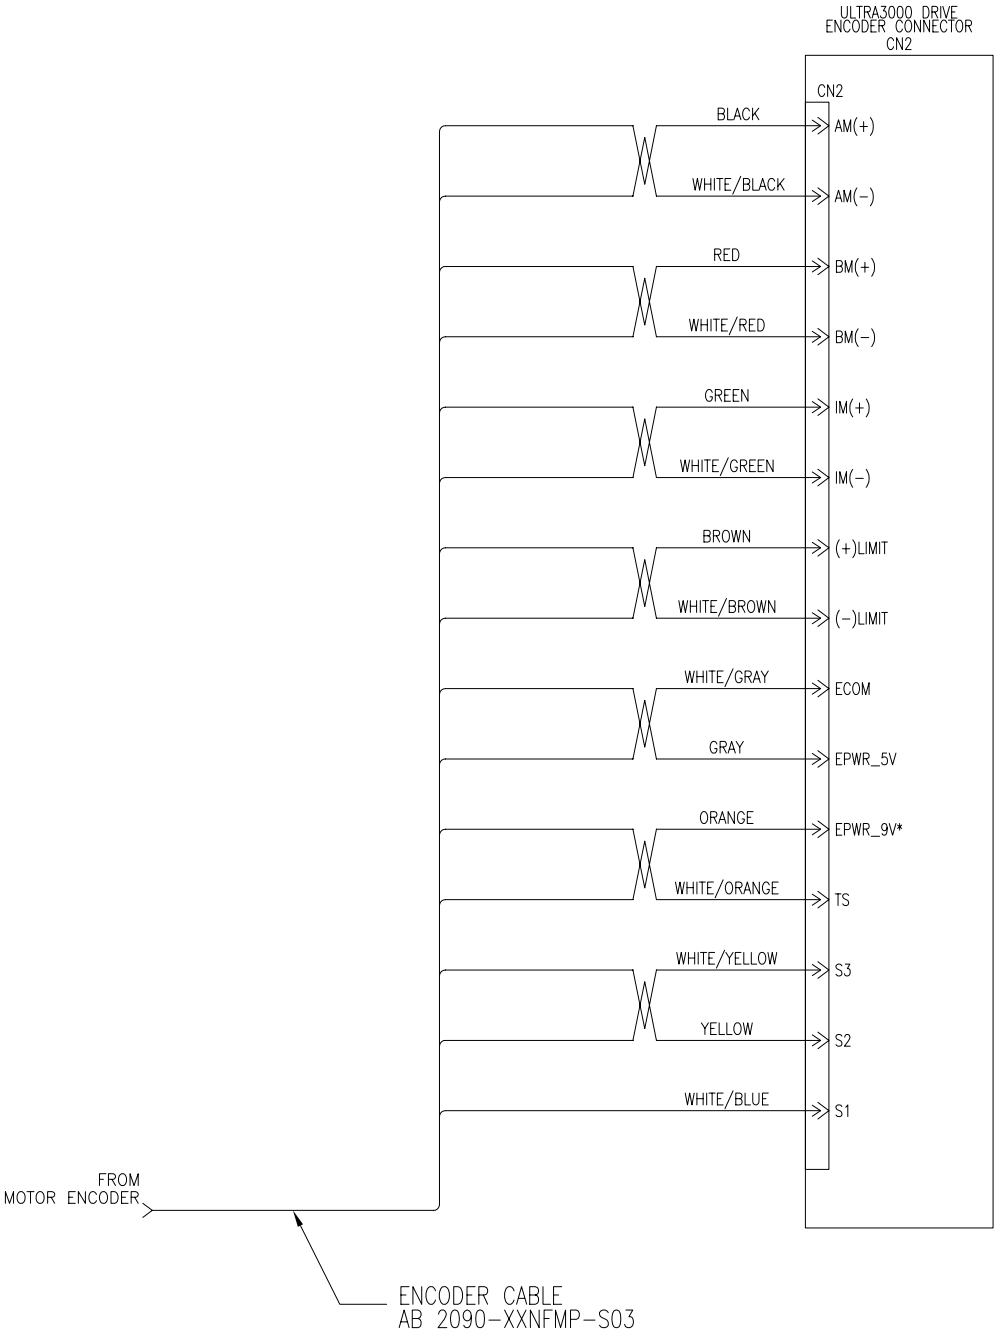 ULTRA3000 DRIVE
ENCODER CONNECTOR
CN2
CN2
BLACK
AM(+)
WHITE/BLACK
AM(-)
RED
BM(+)
WHITE/RED
BM(-)
GREEN
IM(+)
WHITE/GREEN
IM(-)
BROWN
(+)LIMIT
WHITE/BROWN
(-)LIMIT
WHITE/GRAY
ECOM
GRAY
EPWR_5V
ORANGE
EPWR_9V*
WHITE/ORANGE
TS
WHITE/YELLOW
S3
YELLOW
S2
WHITE/BLUE
S1
FROM
MOTOR ENCODER
ENCODER CABLE
AB 2090-XXNFMP-S03